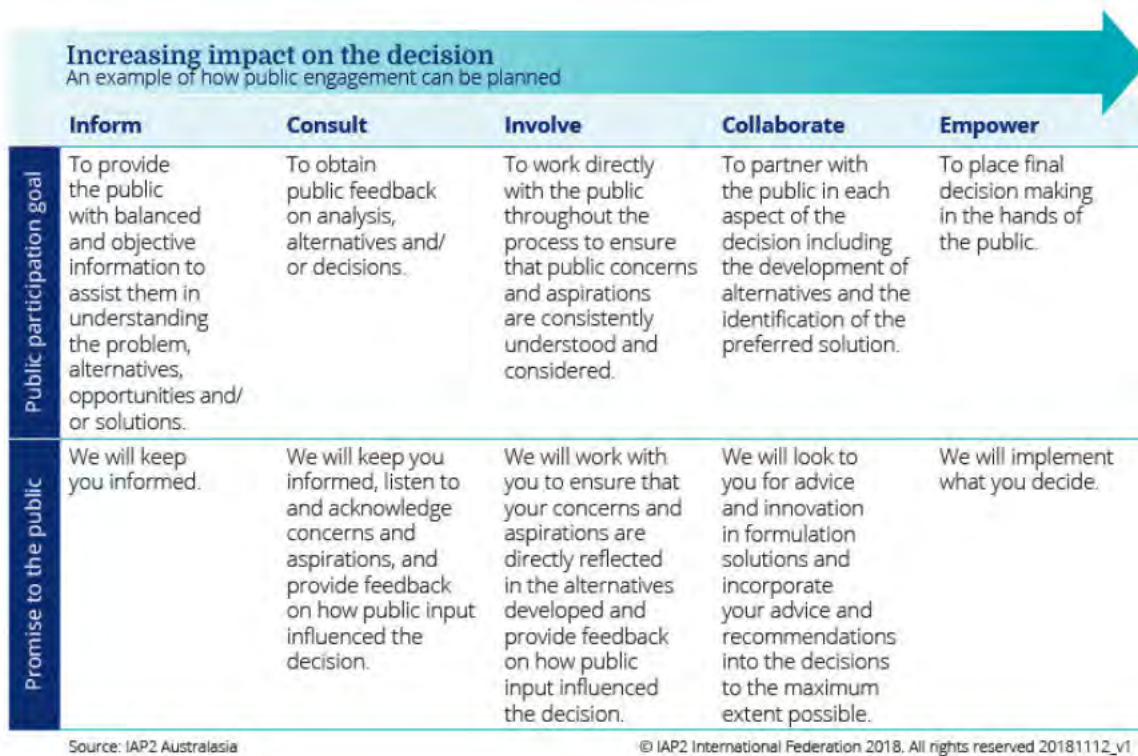 Increasing impact on the decision
An example of how public engagement can be planned
Inform
Consult
Involve
Collaborate
Empower
Public participation goal
To provide
the public
with balanced
and objective
information to
assist them in
understanding
the problem,
alternatives,
opportunities and/
or solutions.
To obtain
public feedback
on analysis,
alternatives and/
or decisions.
To work directly
with the public
throughout the
process to ensure
that public concerns
and aspirations
are consistently
understood and
considered.
To partner with
the public in each
aspect of the
decision including
the development of
alternatives and the
identification of the
preferred solution.
To place final
decision making
in the hands of
the public.
Promise to the public
We will keep
you informed.
We will keep you
informed, listen to
and acknowledge
concerns and
aspirations, and
provide feedback
on how public input
influenced the
decision.
We will work with
you to ensure that
your concerns and
aspirations are
directly reflected
in the alternatives
developed and
provide feedback
on how public
input influenced
the decision.
We will look to
you for advice
and innovation
in formulation
solutions and
incorporate
your advice and
recommendations
into the decisions
to the maximum
extent possible.
We will implement
what you decide.
Source: IAP2 Australasia
© IAP2 International Federation 2018. All rights reserved 20181112_v1